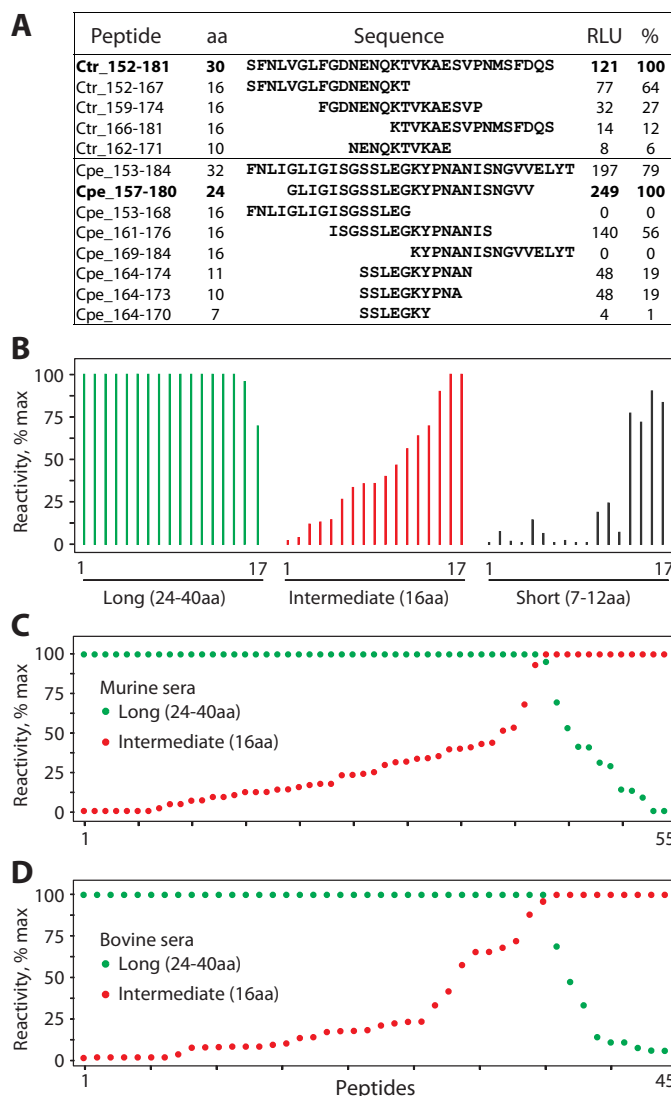 A
Peptide aa Sequence RLU %
Ctr_152-181 30 SFNLVGLFGDNENQKTVKAESVPNMSFDQS 121 100
Ctr_152-167 16 SFNLVGLFGDNENQKT 77 64
Ctr_159-174 16 FGDNENQKTVKAESVP 32 27
Ctr_166-181 16 KTVKAESVPNMSFDQS 14 12
Ctr_162-171 10 NENQKTVKAE 8 6
Cpe_153-184 32 FNLIGLIGISGSSLEGKYPNANISNGVVELYT 197 79
Cpe_157-180 24 GLIGISGSSLEGKYPNANISNGVV 249 100
Cpe_153-168 16 FNLIGLIGISGSSLEG 0 0
Cpe_161-176 16 ISGSSLEGKYPNANIS 140 56
Cpe_169-184 16 KYPNANISNGVVELYT 0 0
Cpe_164-174 11 SSLEGKYPNAN 48 19
Cpe_164-173 10 SSLEGKYPNA 48 19
Cpe_164-170 7 SSLEGKY 4 1
B
Reactivity, % max
100
75
50
25
0
1 17 1 17 1 17
Long (24-40aa) Intermediate (16aa) Short (7-12aa)
C
Reactivity, % max
100
75
50
25
0
Murine sera
Long (24-40aa)
Intermediate (16aa)
1 55
D
Reactivity, % max
100
75
50
25
0
Bovine sera
Long (24-40aa)
Intermediate (16aa)
1 45
Peptides